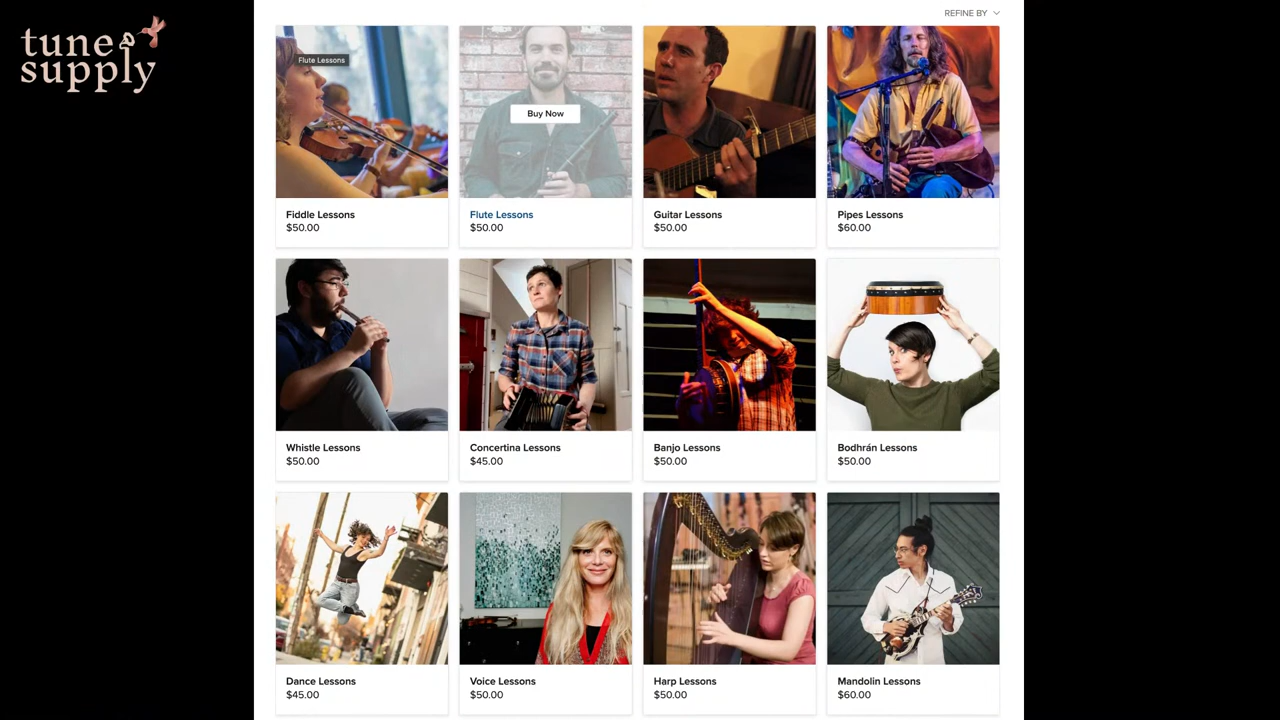 tune
supply
REFINE BY
Flute Lessons
Buy Now
Fiddle Lessons
$50.00
Flute Lessons
$50.00
Guitar Lessons
$50.00
Pipes Lessons
$60.00
Whistle Lessons
$50.00
Concertina Lessons
$45.00
Banjo Lessons
$50.00
Bodhrán Lessons
$50.00
Dance Lessons
$45.00
Voice Lessons
$50.00
Harp Lessons
$50.00
Mandolin Lessons
$60.00